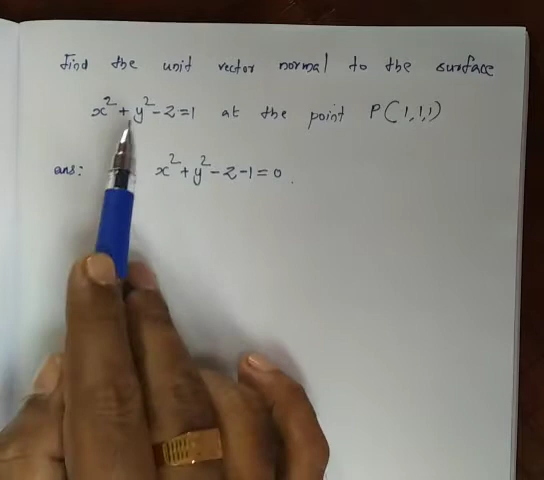 Find the unit vector normal to the surface
x² + y² - z = 1 at the point P(1,1,1)
ans: x² + y² - z - 1 = 0.